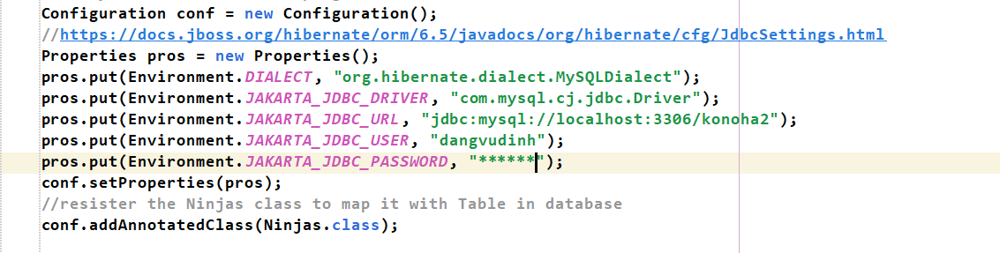 Configuration conf = new Configuration();
//https://docs.jboss.org/hibernate/orm/6.5/javadocs/org/hibernate/cfg/JdbcSettings.html
Properties pros = new Properties();
pros.put(Environment.DIALECT, "org.hibernate.dialect.MySQLDialect");
pros.put(Environment.JAKARTA_JDBC_DRIVER, "com.mysql.cj.jdbc.Driver");
pros.put(Environment.JAKARTA_JDBC_URL, "jdbc:mysql://localhost:3306/konoha2");
pros.put(Environment.JAKARTA_JDBC_USER, "dangvudinh");
pros.put(Environment.JAKARTA_JDBC_PASSWORD, "******");
conf.setProperties(pros);
//resister the Ninjas class to map it with Table in database
conf.addAnnotatedClass(Ninjas.class);